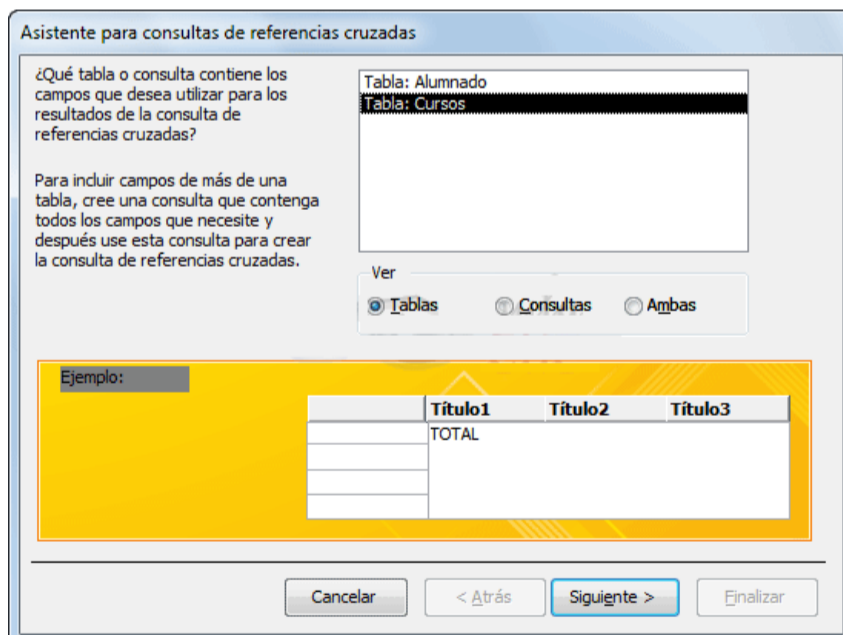 Asistente para consultas de referencias cruzadas
¿Qué tabla o consulta contiene los
campos que desea utilizar para los
resultados de la consulta de
referencias cruzadas?
Para incluir campos de más de una
tabla, cree una consulta que contenga
todos los campos que necesite y
después use esta consulta para crear
la consulta de referencias cruzadas.
Tabla: Alumnado
Tabla: Cursos
Ver
Tablas Consultas Ambas
Ejemplo:
Título1 Título2 Título3
TOTAL
Cancelar < Atrás Siguiente > Finalizar